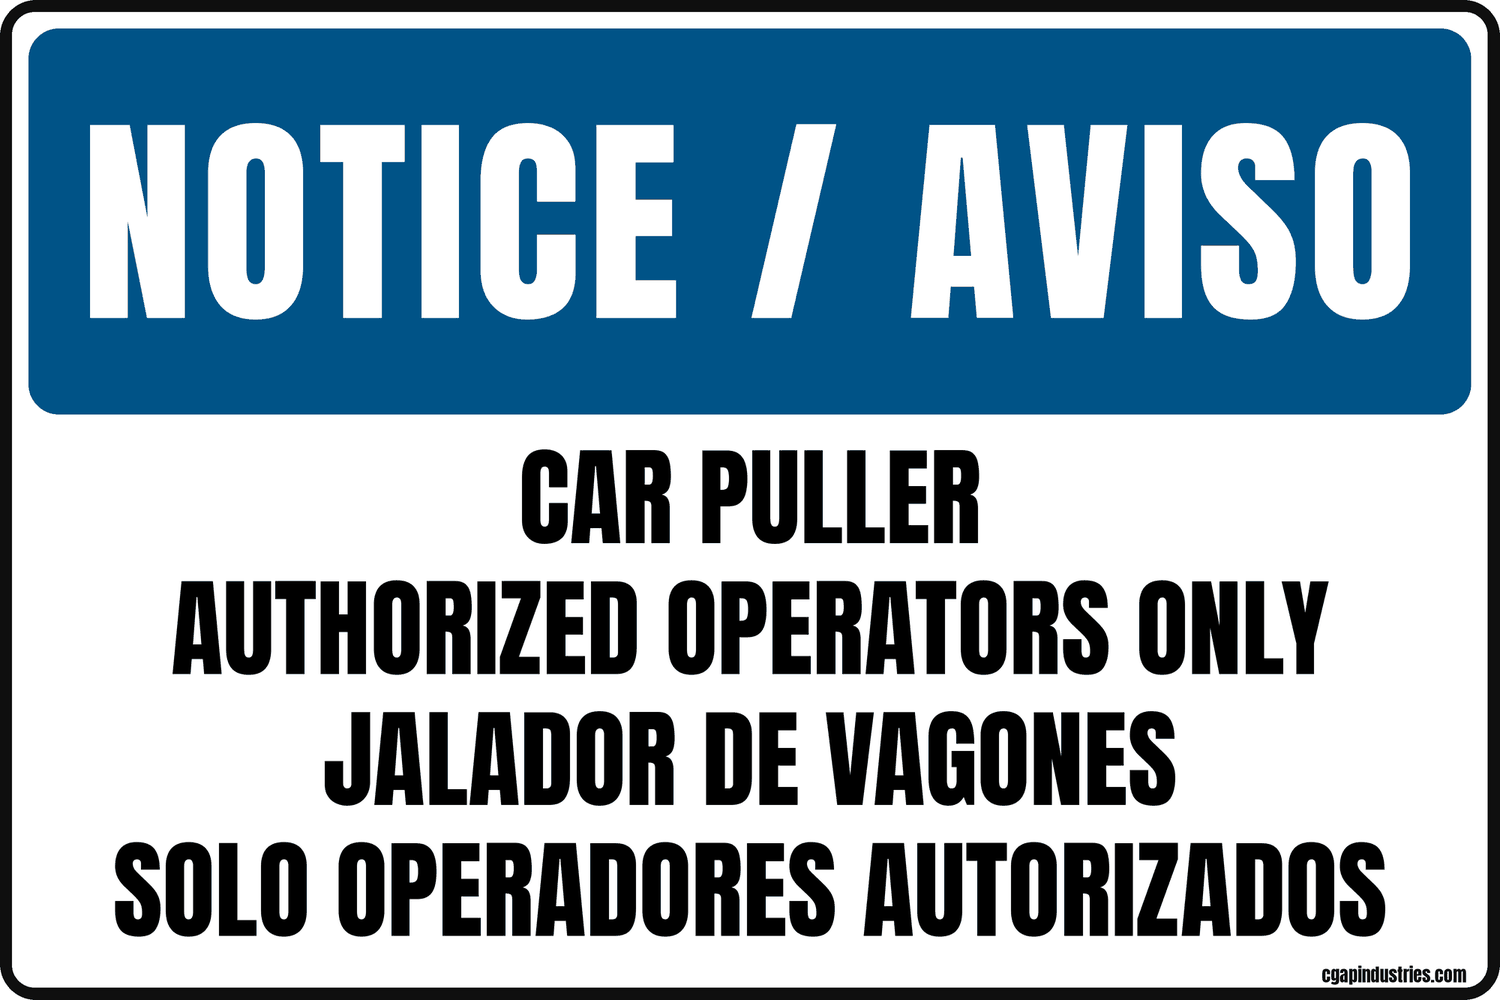 NOTICE / AVISO
CAR PULLER
AUTHORIZED OPERATORS ONLY
JALADOR DE VAGONES
SOLO OPERADORES AUTORIZADOS
cgapindustries.com